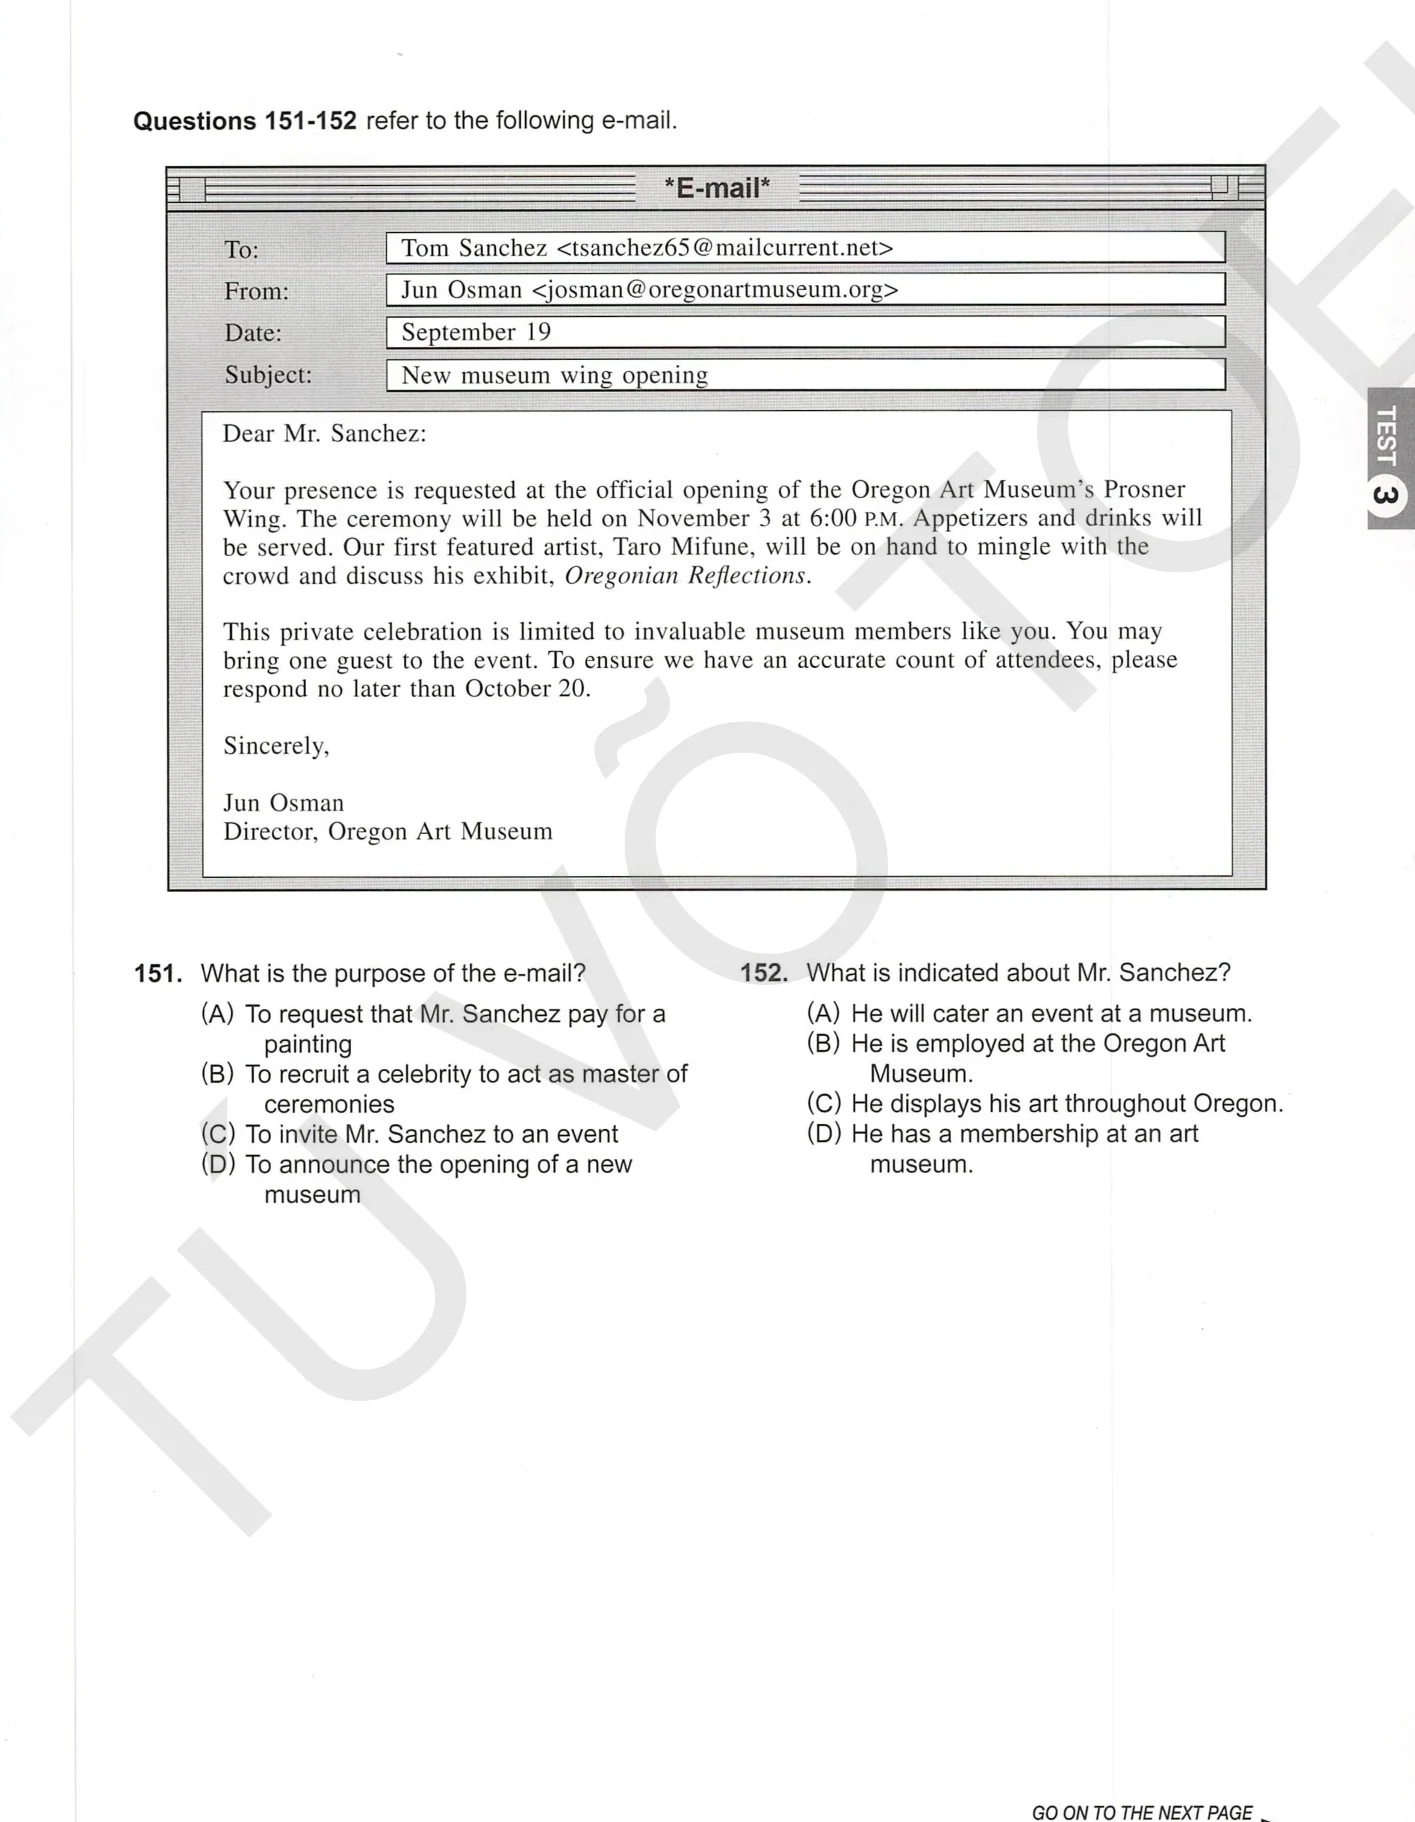 Questions 151-152 refer to the following e-mail.
*E-mail*
To: Tom Sanchez <tsanchez65@mailcurrent.net>
From: Jun Osman <josman@oregonartmuseum.org>
Date: September 19
Subject: New museum wing opening
Dear Mr. Sanchez:
Your presence is requested at the official opening of the Oregon Art Museum's Prosner
Wing. The ceremony will be held on November 3 at 6:00 P.M. Appetizers and drinks will
be served. Our first featured artist, Taro Mifune, will be on hand to mingle with the
crowd and discuss his exhibit, Oregonian Reflections.
This private celebration is limited to invaluable museum members like you. You may
bring one guest to the event. To ensure we have an accurate count of attendees, please
respond no later than October 20.
Sincerely,
Jun Osman
Director, Oregon Art Museum
TEST 3
151. What is the purpose of the e-mail?
(A) To request that Mr. Sanchez pay for a
painting
(B) To recruit a celebrity to act as master of
ceremonies
(C) To invite Mr. Sanchez to an event
(D) To announce the opening of a new
museum
152. What is indicated about Mr. Sanchez?
(A) He will cater an event at a museum.
(B) He is employed at the Oregon Art
Museum.
(C) He displays his art throughout Oregon.
(D) He has a membership at an art
museum.
GO ON TO THE NEXT PAGE